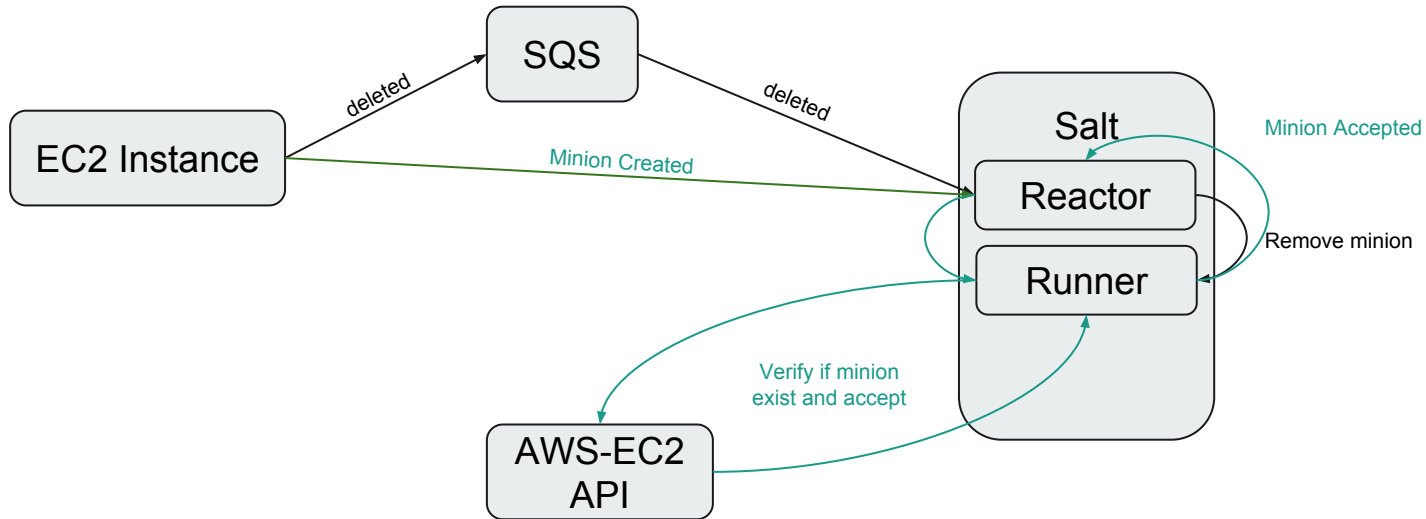 SQS
deleted
deleted
EC2 Instance
Minion Created
Salt
Minion Accepted
Reactor
Remove minion
Runner
Verify if minion
exist and accept
AWS-EC2
API